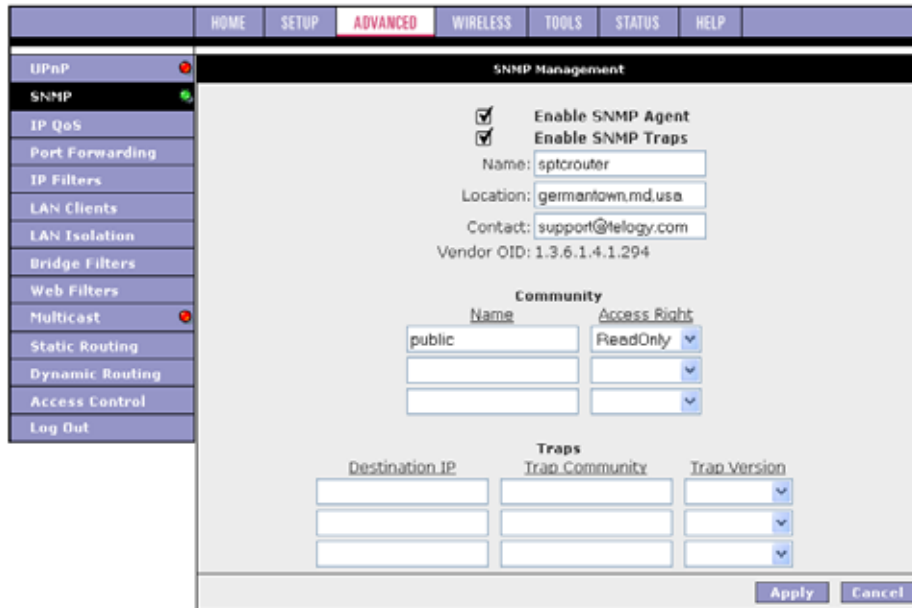 HOME SETUP ADVANCED WIRELESS TOOLS STATUS HELP
UPnP
SNMP
IP QoS
Port Forwarding
IP Filters
LAN Clients
LAN Isolation
Bridge Filters
Web Filters
Multicast
Static Routing
Dynamic Routing
Access Control
Log Out
SNMP Management
Enable SNMP Agent
Enable SNMP Traps
Name: sptcrouter
Location: germantown,md,usa
Contact: support@telogy.com
Vendor OID: 1.3.6.1.4.1.294
Community
Name Access Right
public ReadOnly
Traps
Destination IP Trap Community Trap Version
Apply Cancel